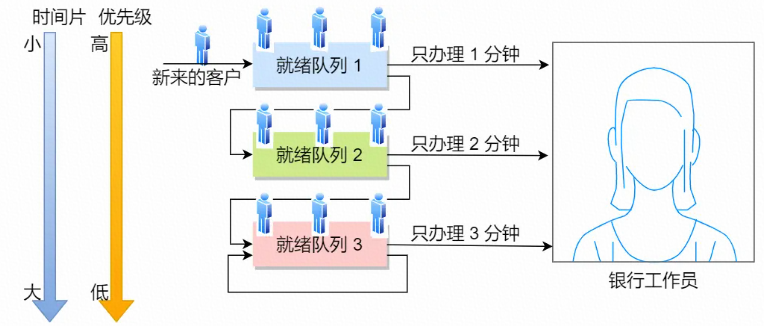 时间片 优先级
小 高
新来的客户
就绪队列 1
只办理 1 分钟
就绪队列 2
只办理 2 分钟
就绪队列 3
只办理 3 分钟
大 低
银行工作员